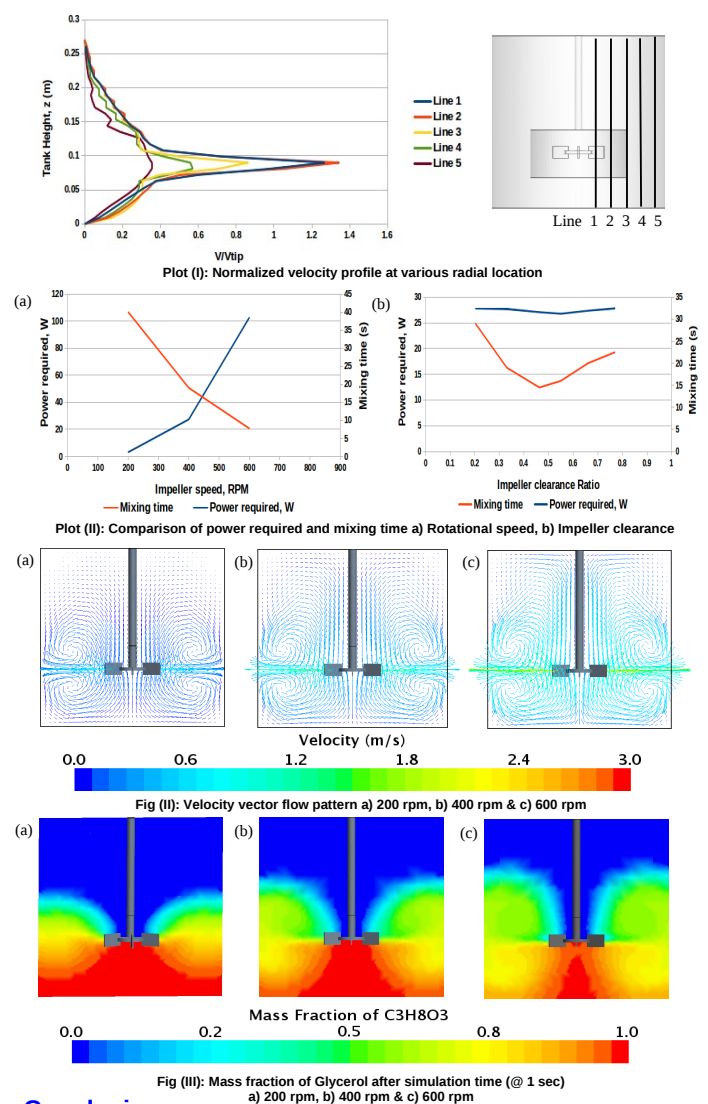 0.3
0.25
0.2
0.15
0.1
0.05
0
Tank Height, z (m)
0 0.2 0.4 0.6 0.8 1 1.2 1.4 1.6
V/Vtip
Line 1
Line 2
Line 3
Line 4
Line 5
Line 1 2 3 4 5
Plot (I): Normalized velocity profile at various radial location
(a)
120
100
80
60
40
20
0
Power required, W
45
40
35
30
25
20
15
10
5
0
Mixing time (s)
0 100 200 300 400 500 600 700 800 900
Impeller speed, RPM
Mixing time Power required, W
(b)
30
25
20
15
10
5
0
Power required, W
35
30
25
20
15
10
5
0
Mixing time (s)
0 0.1 0.2 0.3 0.4 0.5 0.6 0.7 0.8 0.9 1
Impeller clearance Ratio
Mixing time Power required, W
Plot (II): Comparison of power required and mixing time a) Rotational speed, b) Impeller clearance
(a) (b) (c)
Velocity (m/s)
0.0 0.6 1.2 1.8 2.4 3.0
Fig (II): Velocity vector flow pattern a) 200 rpm, b) 400 rpm & c) 600 rpm
(a) (b) (c)
Mass Fraction of C3H8O3
0.0 0.2 0.5 0.8 1.0
Fig (III): Mass fraction of Glycerol after simulation time (@ 1 sec)
a) 200 rpm, b) 400 rpm & c) 600 rpm